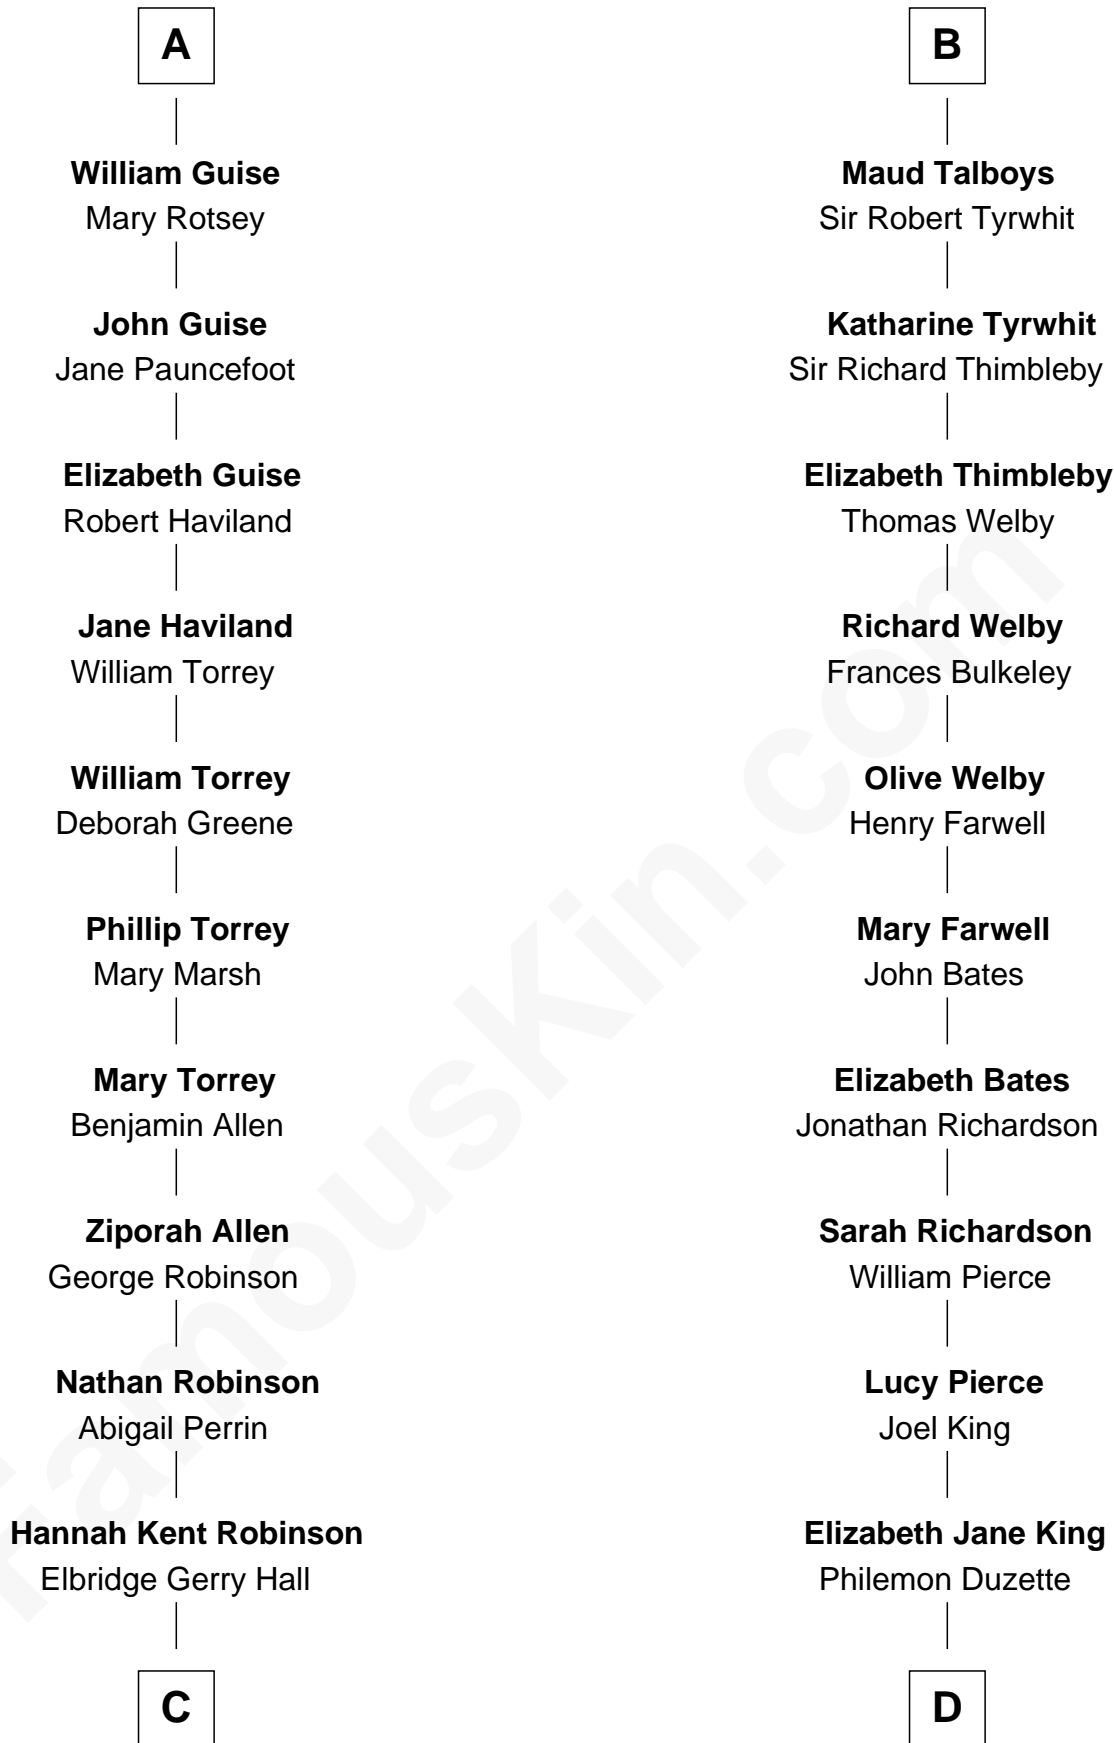 A
William Guise
Mary Rotsey
John Guise
Jane Pauncefoot
Elizabeth Guise
Robert Haviland
Jane Haviland
William Torrey
William Torrey
Deborah Greene
Phillip Torrey
Mary Marsh
Mary Torrey
Benjamin Allen
Ziporah Allen
George Robinson
Nathan Robinson
Abigail Perrin
Hannah Kent Robinson
Elbridge Gerry Hall
C
B
Maud Talboys
Sir Robert Tyrwhit
Katharine Tyrwhit
Sir Richard Thimbleby
Elizabeth Thimbleby
Thomas Welby
Richard Welby
Frances Bulkeley
Olive Welby
Henry Farwell
Mary Farwell
John Bates
Elizabeth Bates
Jonathan Richardson
Sarah Richardson
William Pierce
Lucy Pierce
Joel King
Elizabeth Jane King
Philemon Duzette
D
famouskin.com